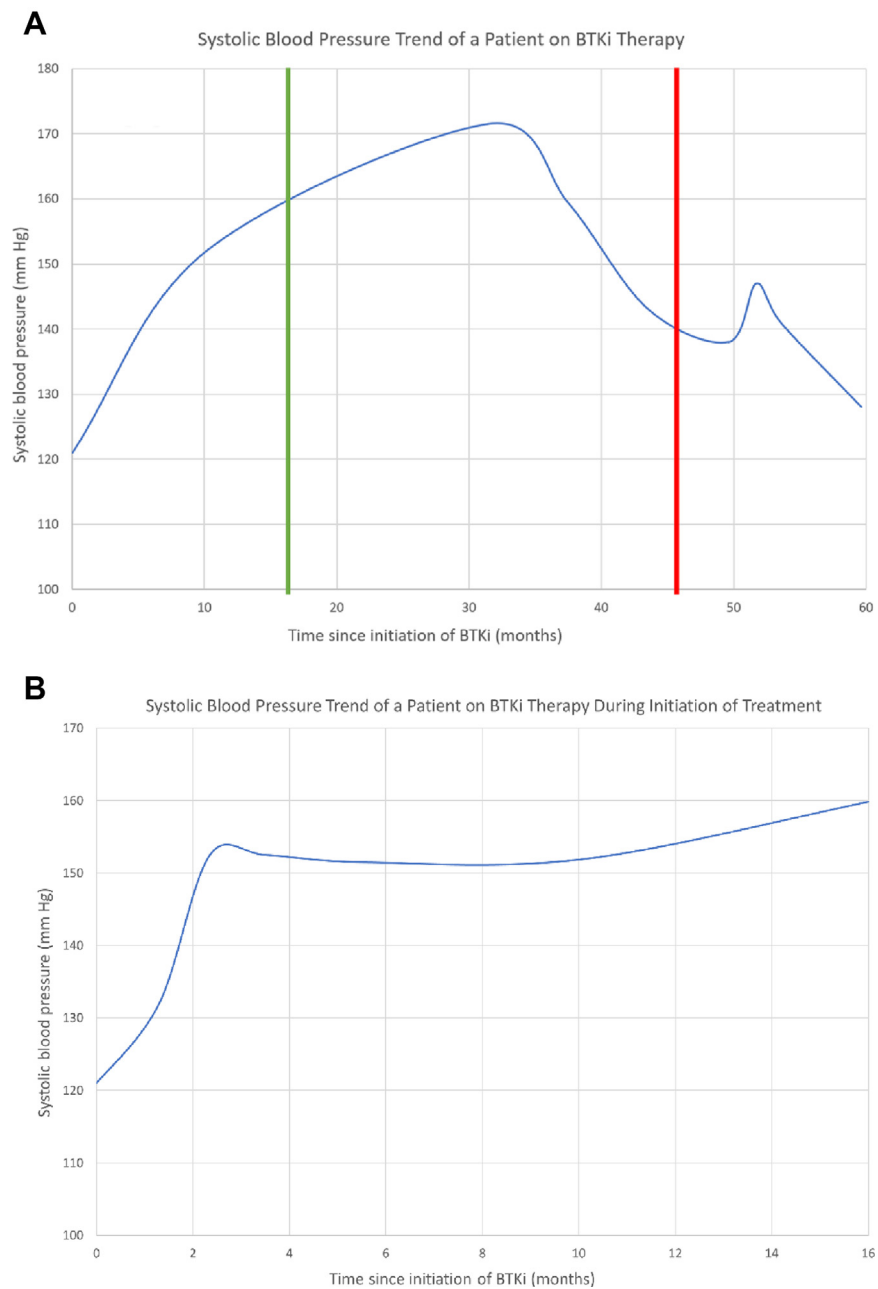 A
Systolic Blood Pressure Trend of a Patient on BTKi Therapy
180
170
160
150
140
130
120
110
100
Systolic blood pressure (mm Hg)
0 10 20 30 40 50 60
Time since initiation of BTKi (months)
B
Systolic Blood Pressure Trend of a Patient on BTKi Therapy During Initiation of Treatment
170
160
150
140
130
120
110
100
Systolic blood pressure (mm Hg)
0 2 4 6 8 10 12 14 16
Time since initiation of BTKi (months)